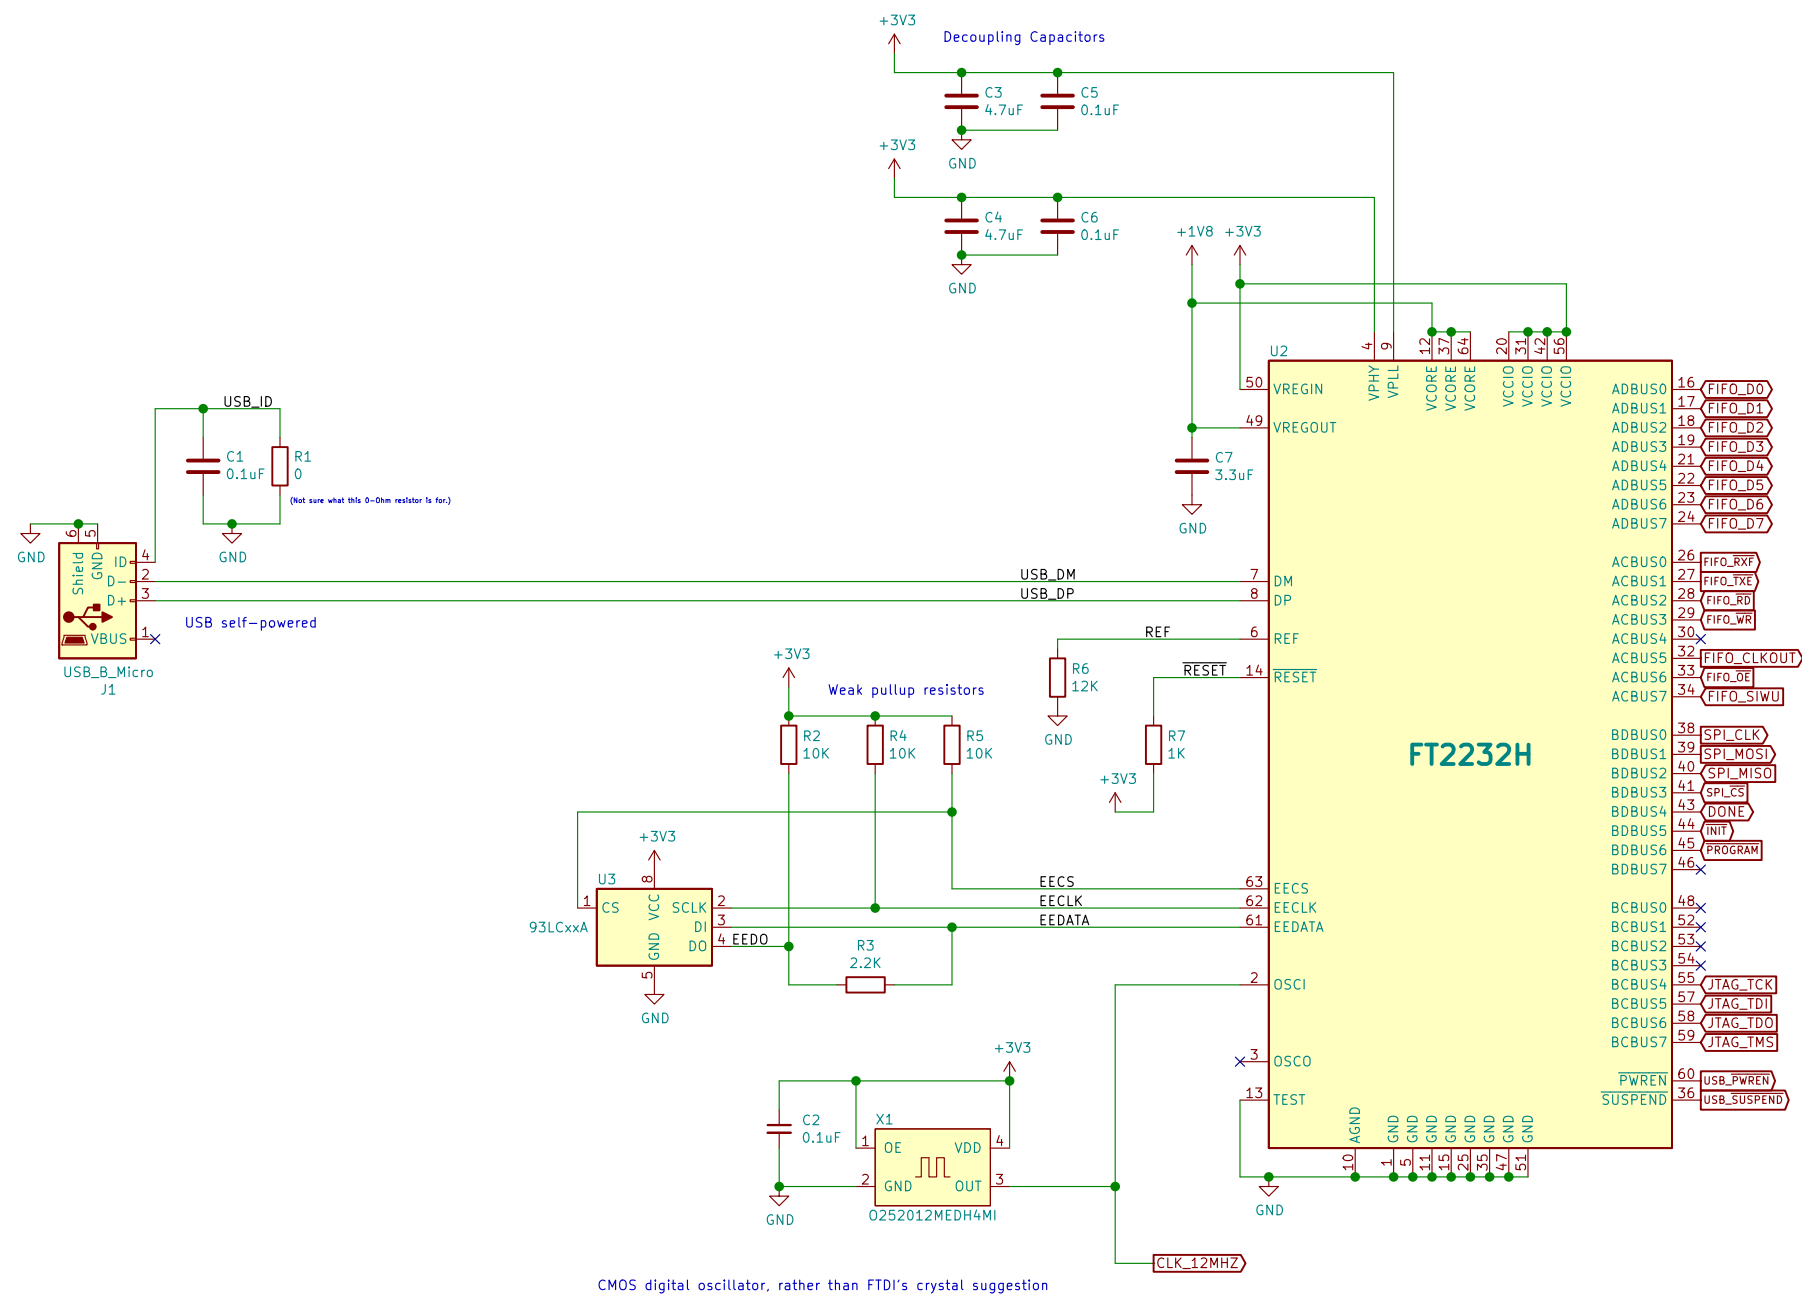 +3V3
Decoupling Capacitors
C3
4.7uF
C5
0.1uF
GND
+3V3
C4
4.7uF
C6
0.1uF
GND
+1V8
+3V3
U2
4
9
12
37
64
20
31
42
56
VPHY
VPLL
VCORE
VCORE
VCORE
VCCIO
VCCIO
VCCIO
VCCIO
50
VREGIN
49
VREGOUT
C7
3.3uF
GND
ADBUS0 16 FIFO_D0
ADBUS1 17 FIFO_D1
ADBUS2 18 FIFO_D2
ADBUS3 19 FIFO_D3
ADBUS4 21 FIFO_D4
ADBUS5 22 FIFO_D5
ADBUS6 23 FIFO_D6
ADBUS7 24 FIFO_D7
USB_ID
C1
0.1uF
R1
0
(Not sure what this 0-Ohm resistor is for.)
GND
GND
6
5
Shield
GND
ID 4
D- 2
D+ 3
VBUS 1
USB_B_Micro
J1
USB self-powered
USB_DM
7 DM
USB_DP
8 DP
REF
6 REF
R6
12K
GND
RESET
14 RESET
R7
1K
+3V3
ACBUS0 26 FIFO_RXF
ACBUS1 27 FIFO_TXE
ACBUS2 28 FIFO_RD
ACBUS3 29 FIFO_WR
ACBUS4 30
ACBUS5 32 FIFO_CLKOUT
ACBUS6 33 FIFO_OE
ACBUS7 34 FIFO_SIWU
BDBUS0 38 SPI_CLK
BDBUS1 39 SPI_MOSI
BDBUS2 40 SPI_MISO
BDBUS3 41 SPI_CS
BDBUS4 43 DONE
BDBUS5 44 INIT
BDBUS6 45 PROGRAM
BDBUS7 46
FT2232H
+3V3
Weak pullup resistors
R2
10K
R4
10K
R5
10K
+3V3
U3
8
1 CS
VCC
GND
SCLK 2
DI 3
DO 4
EEDO
93LCxxA
5
GND
R3
2.2K
EECS
63 EECS
EECLK
62 EECLK
EEDATA
61 EEDATA
2 OSCI
3 OSCO
13 TEST
BCBUS0 48
BCBUS1 52
BCBUS2 53
BCBUS3 54
BCBUS4 55 JTAG_TCK
BCBUS5 57 JTAG_TDI
BCBUS6 58 JTAG_TDO
BCBUS7 59 JTAG_TMS
PWREN 60 USB_PWREN
SUSPEND 36 USB_SUSPEND
AGND
GND
GND
GND
GND
GND
GND
GND
GND
10
1
5
11
15
25
35
47
51
GND
+3V3
C2
0.1uF
GND
X1
1 OE
VDD 4
2 GND
OUT 3
O252012MEDH4MI
CLK_12MHZ
CMOS digital oscillator, rather than FTDI's crystal suggestion